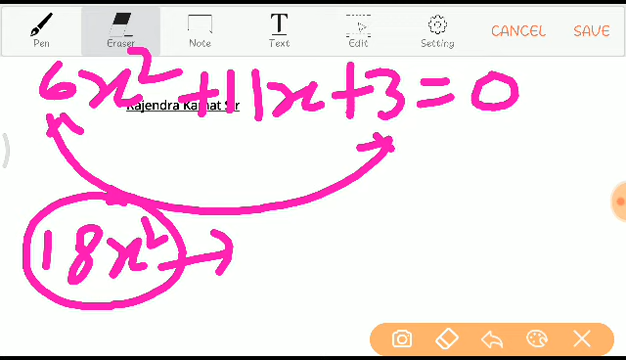 Pen Eraser Note Text Edit Setting CANCEL SAVE
6x²+11x+3=0
Rajendra Kamat Sir
18x²→